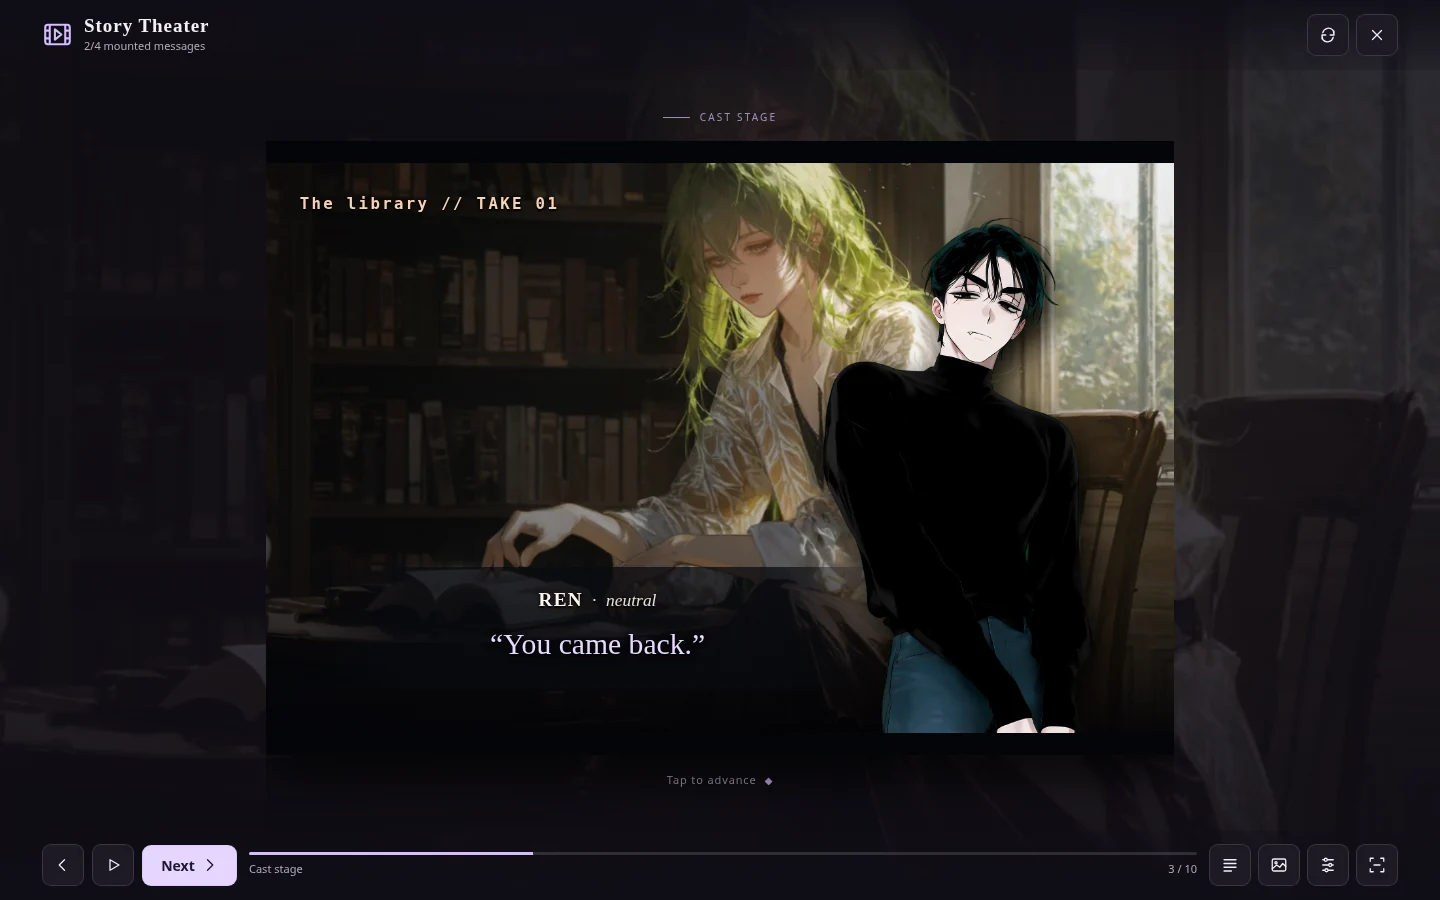 Story Theater
2/4 mounted messages
CAST STAGE
The library // TAKE 01
REN · neutral
“You came back.”
Tap to advance ◆
Next
Cast stage
3 / 10